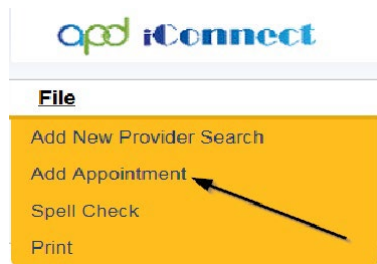 apd iConnect
File
Add New Provider Search
Add Appointment
Spell Check
Print